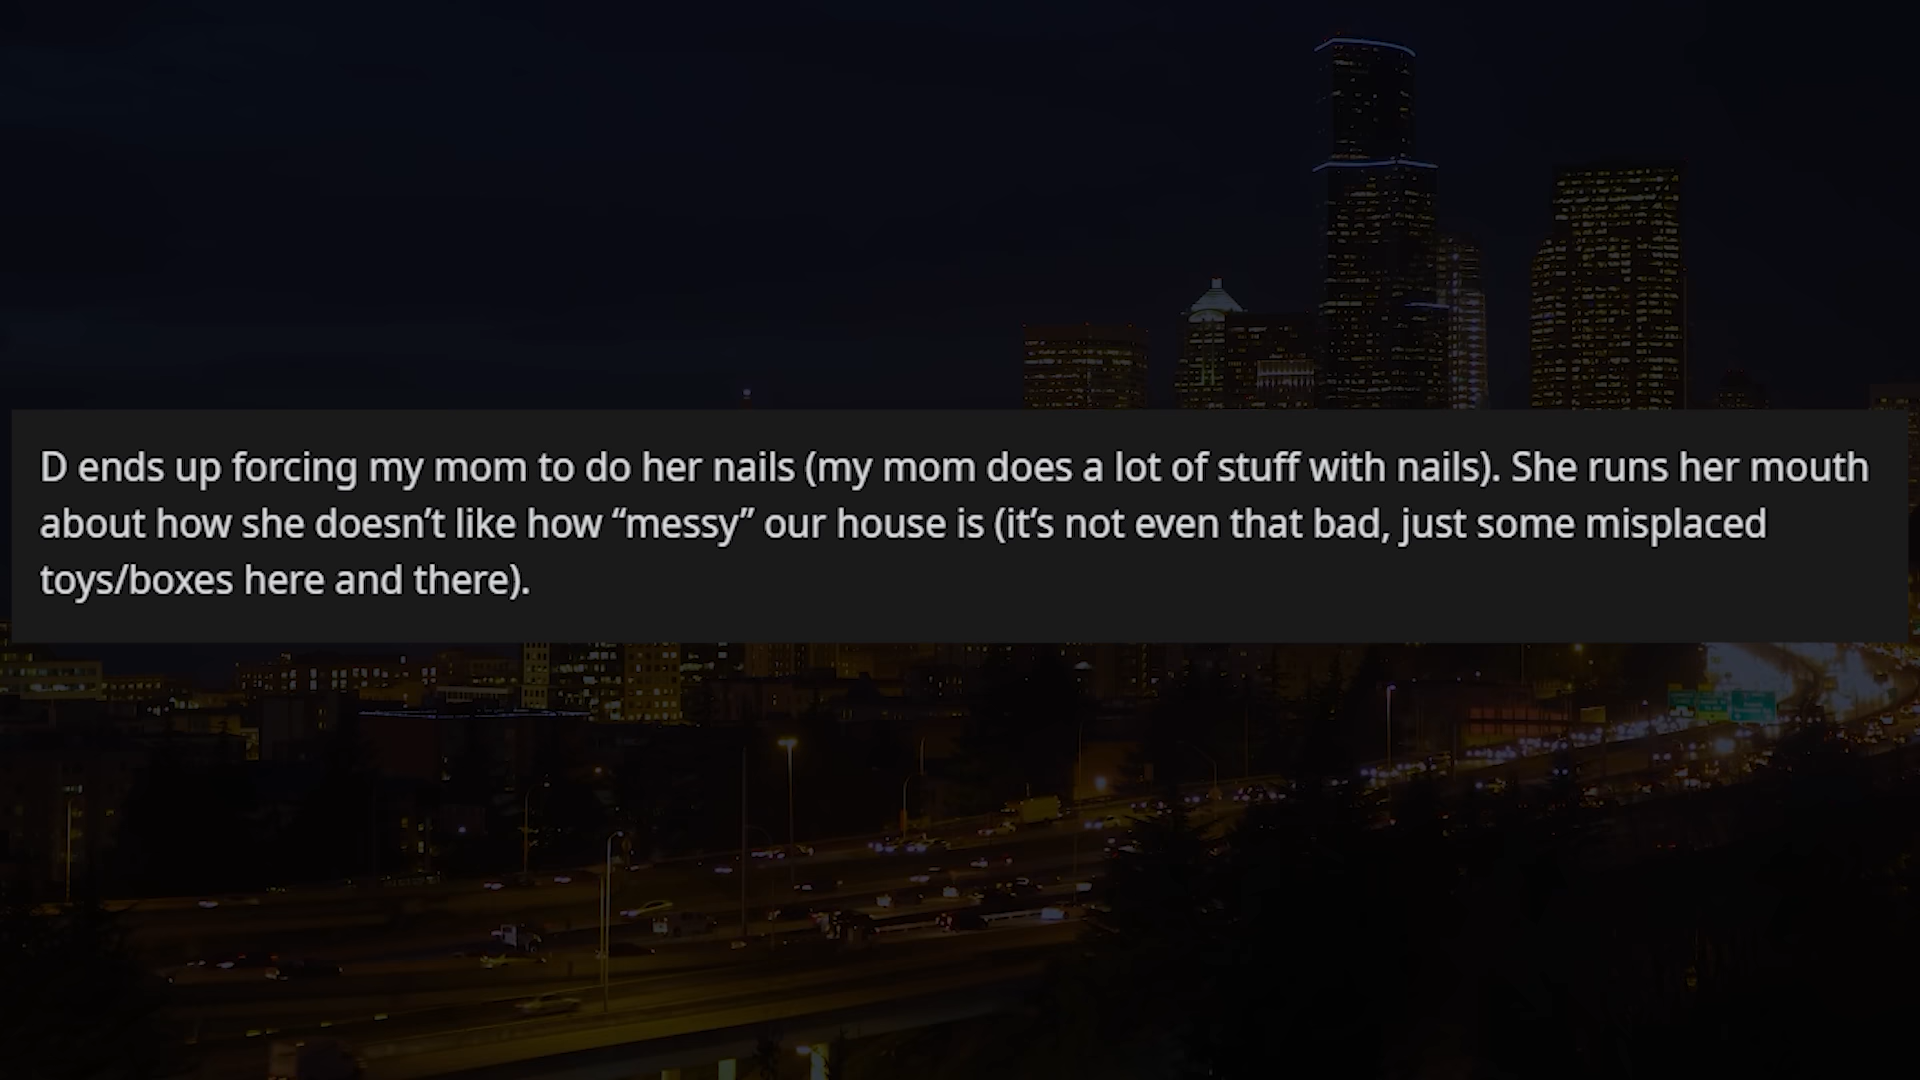 D ends up forcing my mom to do her nails (my mom does a lot of stuff with nails). She runs her mouth
about how she doesn’t like how “messy” our house is (it’s not even that bad, just some misplaced
toys/boxes here and there).